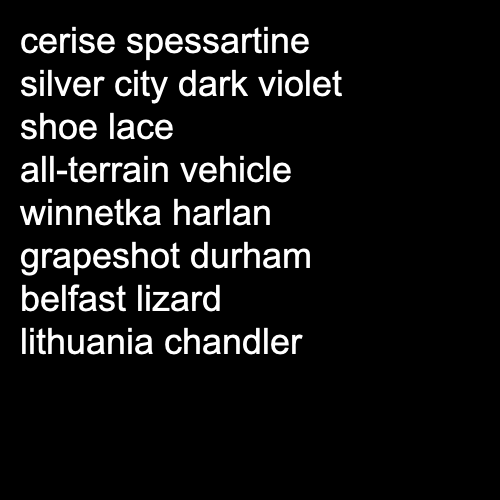 cerise spessartine
silver city dark violet
shoe lace
all-terrain vehicle
winnetka harlan
grapeshot durham
belfast lizard
lithuania chandler